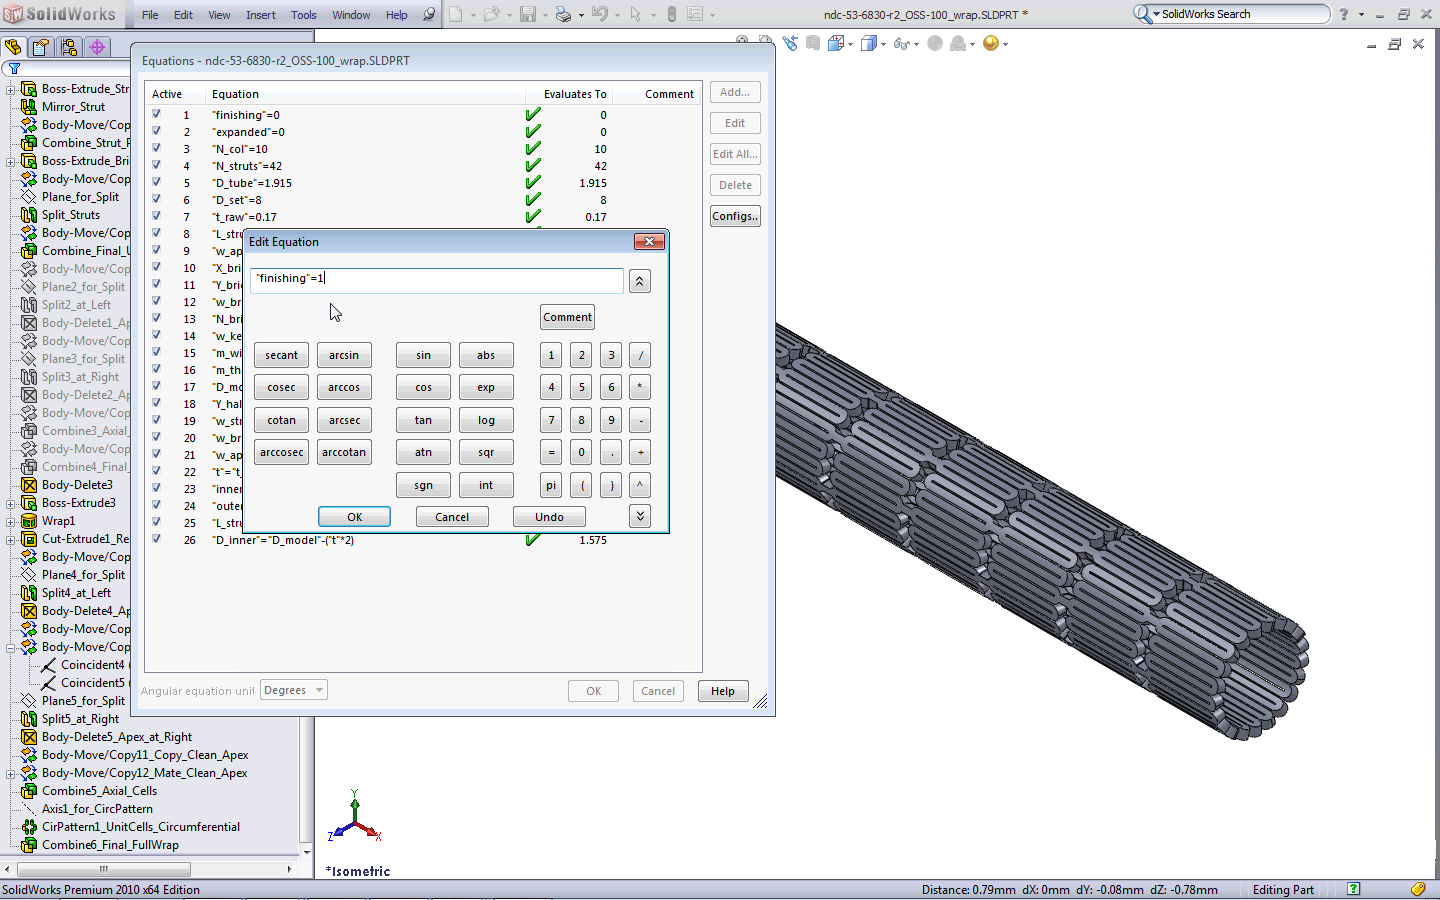 SolidWorks File Edit View Insert Tools Window Help ndc-53-6830-r2_OSS-100_wrap.SLDPRT * SolidWorks Search
Equations - ndc-53-6830-r2_OSS-100_wrap.SLDPRT
Active Equation Evaluates To Comment Add...
1 "finishing"=0 0
2 "expanded"=0 0 Edit
3 "N_col"=10 10 Edit All...
4 "N_struts"=42 42
5 "D_tube"=1.915 1.915 Delete
6 "D_set"=8 8
7 "t_raw"=0.17 0.17 Configs..
8 "L_stru
9 "w_ap
10 "X_bri
11 "Y_bri
12 "w_br
13 "N_bri
14 "w_ke
15 "m_wi
16 "m_th
17 "D_mo
18 "Y_hal
19 "w_str
20 "w_br
21 "w_ap
22 "t"="t_
23 "inner
24 "outer
25 "L_stru
26 "D_inner"="D_model"-("t"*2) 1.575
Angular equation unit Degrees OK Cancel Help
Edit Equation
"finishing"=1
Comment
secant arcsin sin abs 1 2 3 /
cosec arccos cos exp 4 5 6 *
cotan arcsec tan log 7 8 9 -
arccosec arccotan atn sqr = 0 . +
sgn int pi ( ) ^
OK Cancel Undo
Boss-Extrude_Str
Mirror_Strut
Body-Move/Cop
Combine_Strut_P
Boss-Extrude_Bri
Body-Move/Cop
Plane_for_Split
Split_Struts
Body-Move/Cop
Combine_Final_U
Body-Move/Cop
Plane2_for_Split
Split2_at_Left
Body-Delete1_Ap
Body-Move/Cop
Plane3_for_Split
Split3_at_Right
Body-Delete2_Ap
Body-Move/Cop
Combine3_Axial_
Body-Move/Cop
Combine4_Final_
Body-Delete3
Boss-Extrude3
Wrap1
Cut-Extrude1_Re
Body-Move/Cop
Plane4_for_Split
Split4_at_Left
Body-Delete4_Ap
Body-Move/Cop
Body-Move/Cop
Coincident4 (
Coincident5 (
Plane5_for_Split
Split5_at_Right
Body-Delete5_Apex_at_Right
Body-Move/Copy11_Copy_Clean_Apex
Body-Move/Copy12_Mate_Clean_Apex
Combine5_Axial_Cells
Axis1_for_CircPattern
CirPattern1_UnitCells_Circumferential
Combine6_Final_FullWrap
Y
Z X
*Isometric
SolidWorks Premium 2010 x64 Edition Distance: 0.79mm dX: 0mm dY: -0.08mm dZ: -0.78mm Editing Part